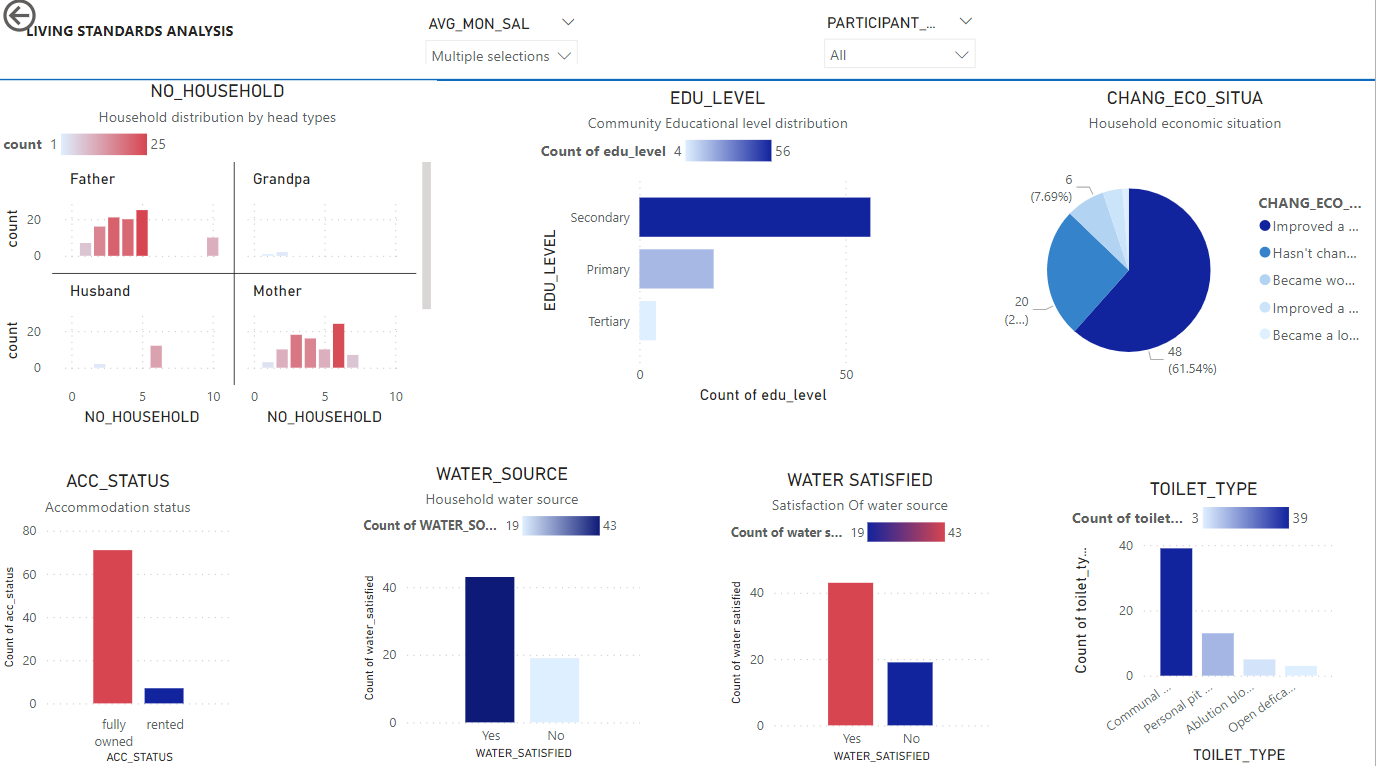 LIVING STANDARDS ANALYSIS
AVG_MON_SAL
Multiple selections
PARTICIPANT_...
All
NO_HOUSEHOLD
Household distribution by head types
count 1 25
Father
Grandpa
count
20
0
Husband
Mother
count
20
0
0 5 10
0 5 10
NO_HOUSEHOLD
NO_HOUSEHOLD
EDU_LEVEL
Community Educational level distribution
Count of edu_level 4 56
EDU_LEVEL
Secondary
Primary
Tertiary
0 50
Count of edu_level
CHANG_ECO_SITUA
Household economic situation
6
(7.69%)
20
(2...)
48
(61.54%)
CHANG_ECO_...
Improved a ...
Hasn't chan...
Became wo...
Improved a ...
Became a lo...
ACC_STATUS
Accommodation status
Count of acc_status
80
60
40
20
0
fully
owned
rented
ACC_STATUS
WATER_SOURCE
Household water source
Count of WATER_SO... 19 43
Count of water_satisfied
40
20
0
Yes No
WATER_SATISFIED
WATER SATISFIED
Satisfaction Of water source
Count of water s... 19 43
Count of water satisfied
40
20
0
Yes No
WATER_SATISFIED
TOILET_TYPE
Count of toilet... 3 39
Count of toilet_ty...
40
20
0
Communal ...
Personal pit ...
Ablution blo...
Open defica...
TOILET_TYPE